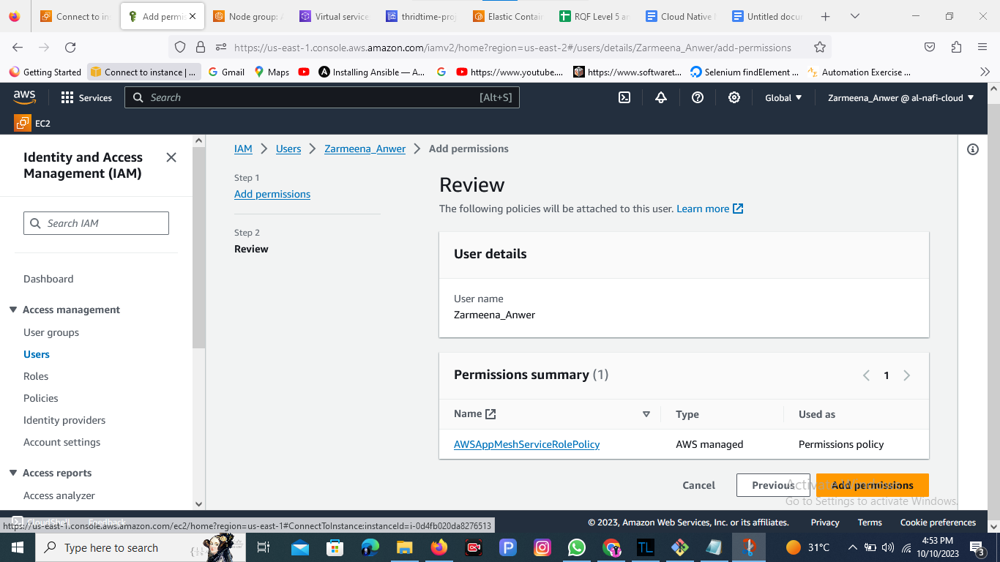 Connect to in
Add permis
Node group: A
Virtual service
thridtime-proj
Elastic Contain
RQF Level 5 an
Cloud Native
Untitled docu
https://us-east-1.console.aws.amazon.com/iamv2/home?region=us-east-2#/users/details/Zarmeena_Anwer/add-permissions
Getting Started
Connect to instance | ...
Gmail
Maps
Installing Ansible — A...
https://www.youtube....
https://www.softwaret...
Selenium findElement ...
Automation Exercise ...
aws
Services
Search
[Alt+S]
Global
Zarmeena_Anwer @ al-nafi-cloud
EC2
Identity and Access
Management (IAM)
Search IAM
Dashboard
Access management
User groups
Users
Roles
Policies
Identity providers
Account settings
Access reports
Access analyzer
IAM
Users
Zarmeena_Anwer
Add permissions
Step 1
Add permissions
Step 2
Review
Review
The following policies will be attached to this user. Learn more
User details
User name
Zarmeena_Anwer
Permissions summary (1)
1
Name
Type
Used as
AWSAppMeshServiceRolePolicy
AWS managed
Permissions policy
Cancel
Previous
Add permissions
Activate Windows
Go to Settings to activate Windows.
CloudShell
Feedback
https://us-east-1.console.aws.amazon.com/ec2/home?region=us-east-1#ConnectToInstance:instanceId=i-0d4fb020da8276513
© 2023, Amazon Web Services, Inc. or its affiliates.
Privacy
Terms
Cookie preferences
Type here to search
TL
31°C
4:53 PM
10/10/2023
3